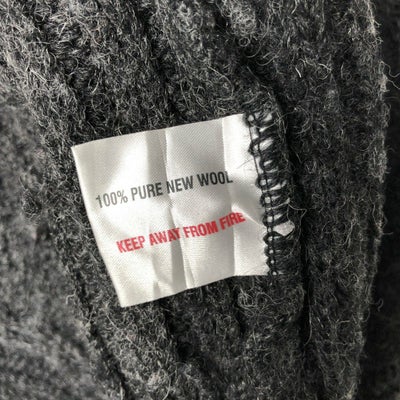 100% PURE NEW WOOL
KEEP AWAY FROM FIRE